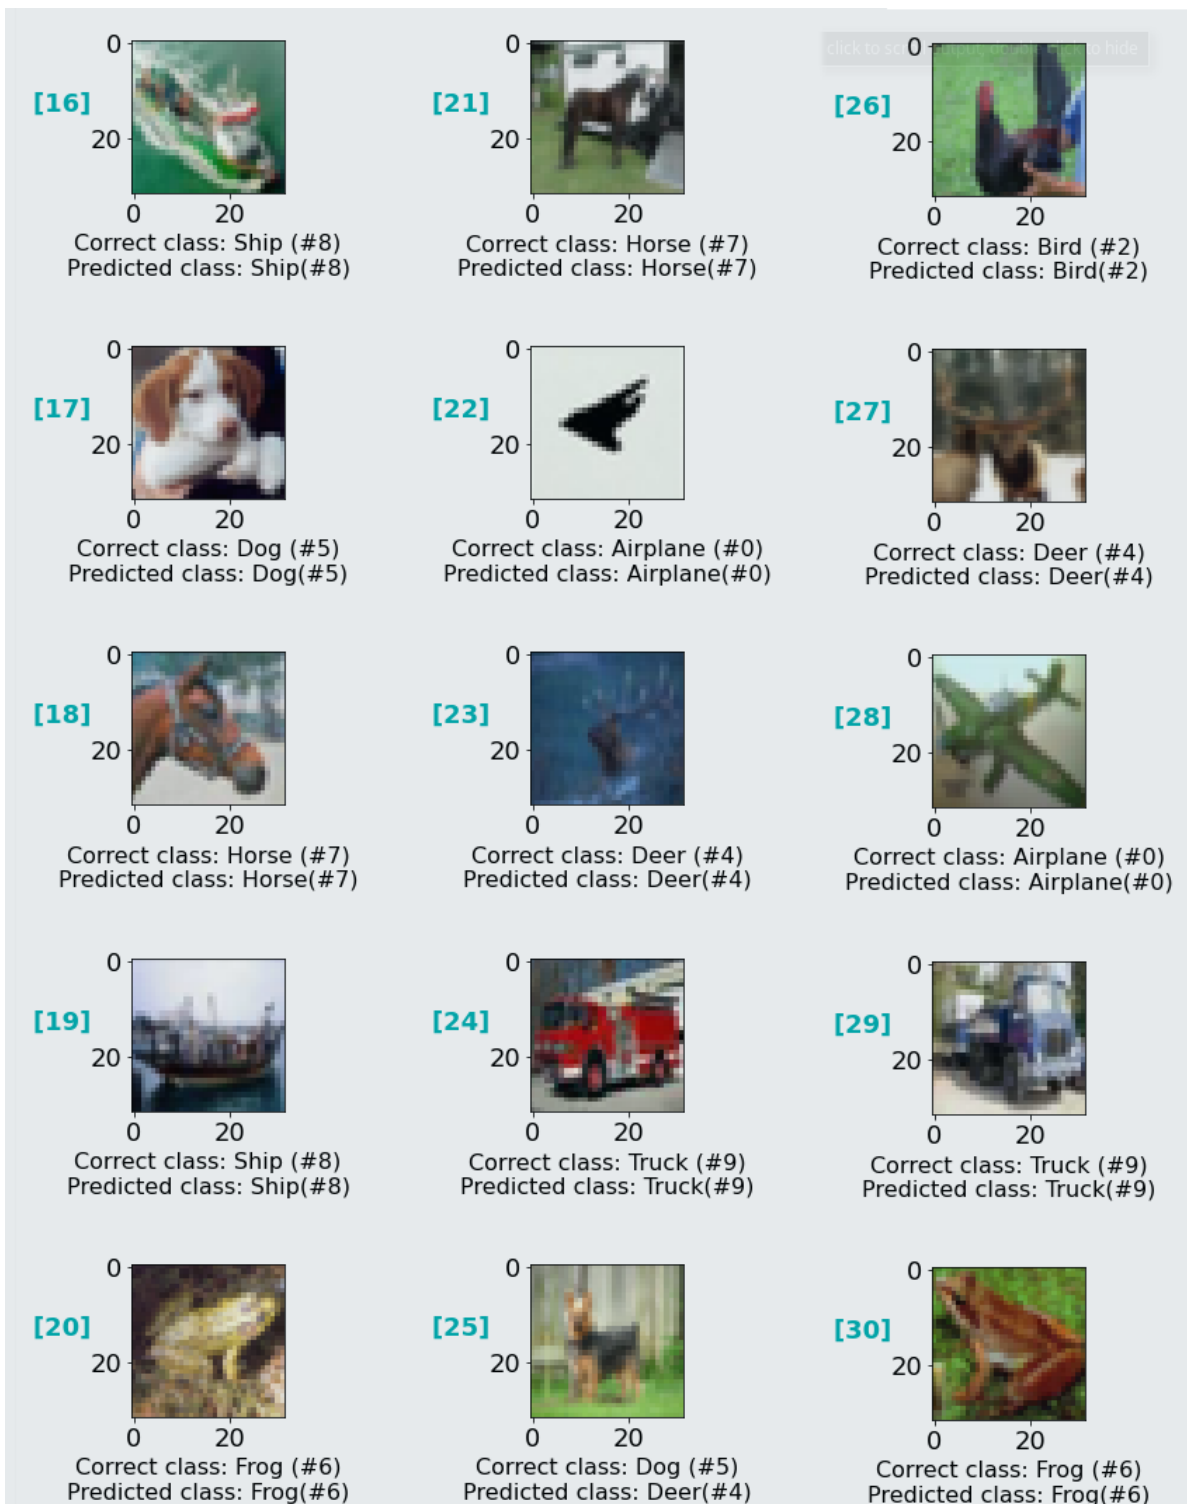 0
[16]
20
0
20
Correct class: Ship (#8)
Predicted class: Ship(#8)
0
[17]
20
0
20
Correct class: Dog (#5)
Predicted class: Dog(#5)
0
[18]
20
0
20
Correct class: Horse (#7)
Predicted class: Horse(#7)
0
[19]
20
0
20
Correct class: Ship (#8)
Predicted class: Ship(#8)
0
[20]
20
0
20
Correct class: Frog (#6)
Predicted class: Frog(#6)
0
[21]
20
0
20
Correct class: Horse (#7)
Predicted class: Horse(#7)
0
[22]
20
0
20
Correct class: Airplane (#0)
Predicted class: Airplane(#0)
0
[23]
20
0
20
Correct class: Deer (#4)
Predicted class: Deer(#4)
0
[24]
20
0
20
Correct class: Truck (#9)
Predicted class: Truck(#9)
0
[25]
20
0
20
Correct class: Dog (#5)
Predicted class: Deer(#4)
click to hide
0
[26]
20
0
20
Correct class: Bird (#2)
Predicted class: Bird(#2)
0
[27]
20
0
20
Correct class: Deer (#4)
Predicted class: Deer(#4)
0
[28]
20
0
20
Correct class: Airplane (#0)
Predicted class: Airplane(#0)
0
[29]
20
0
20
Correct class: Truck (#9)
Predicted class: Truck(#9)
0
[30]
20
0
20
Correct class: Frog (#6)
Predicted class: Frog(#6)